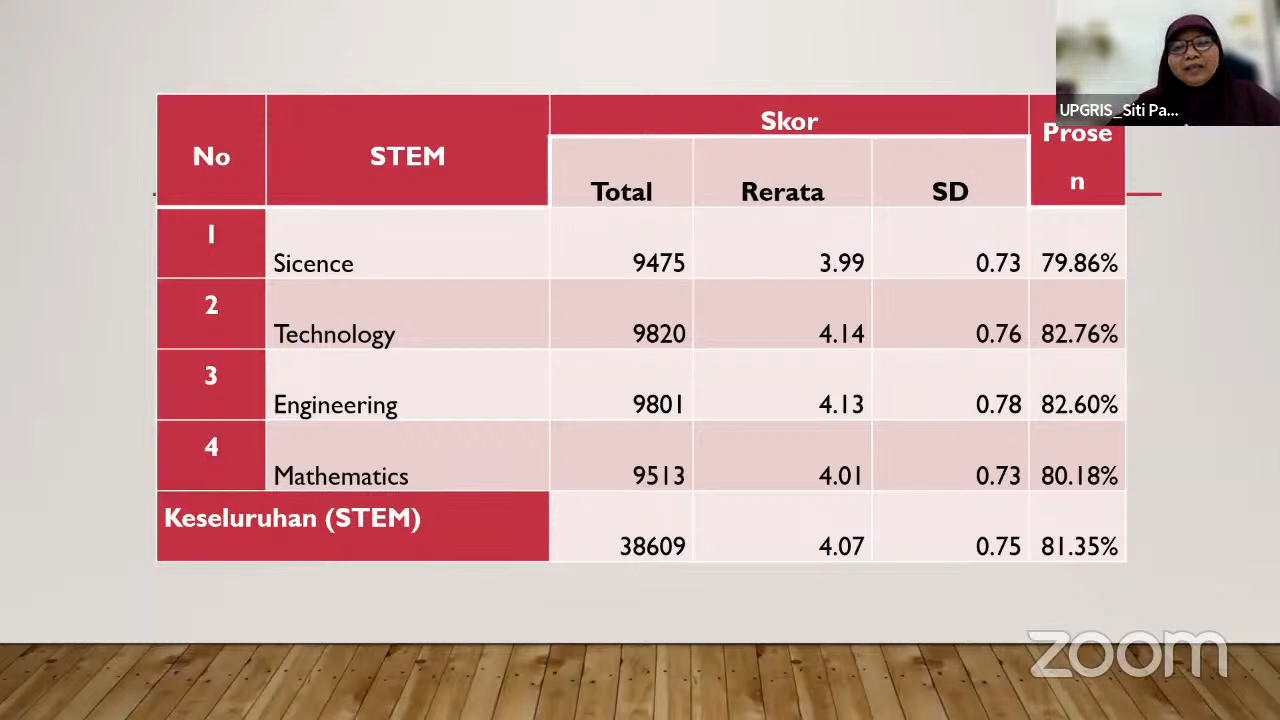 UPGRIS_Siti Pa...
No STEM Skor Prosen
Total Rerata SD
1 Sicence 9475 3.99 0.73 79.86%
2 Technology 9820 4.14 0.76 82.76%
3 Engineering 9801 4.13 0.78 82.60%
4 Mathematics 9513 4.01 0.73 80.18%
Keseluruhan (STEM) 38609 4.07 0.75 81.35%
zoom